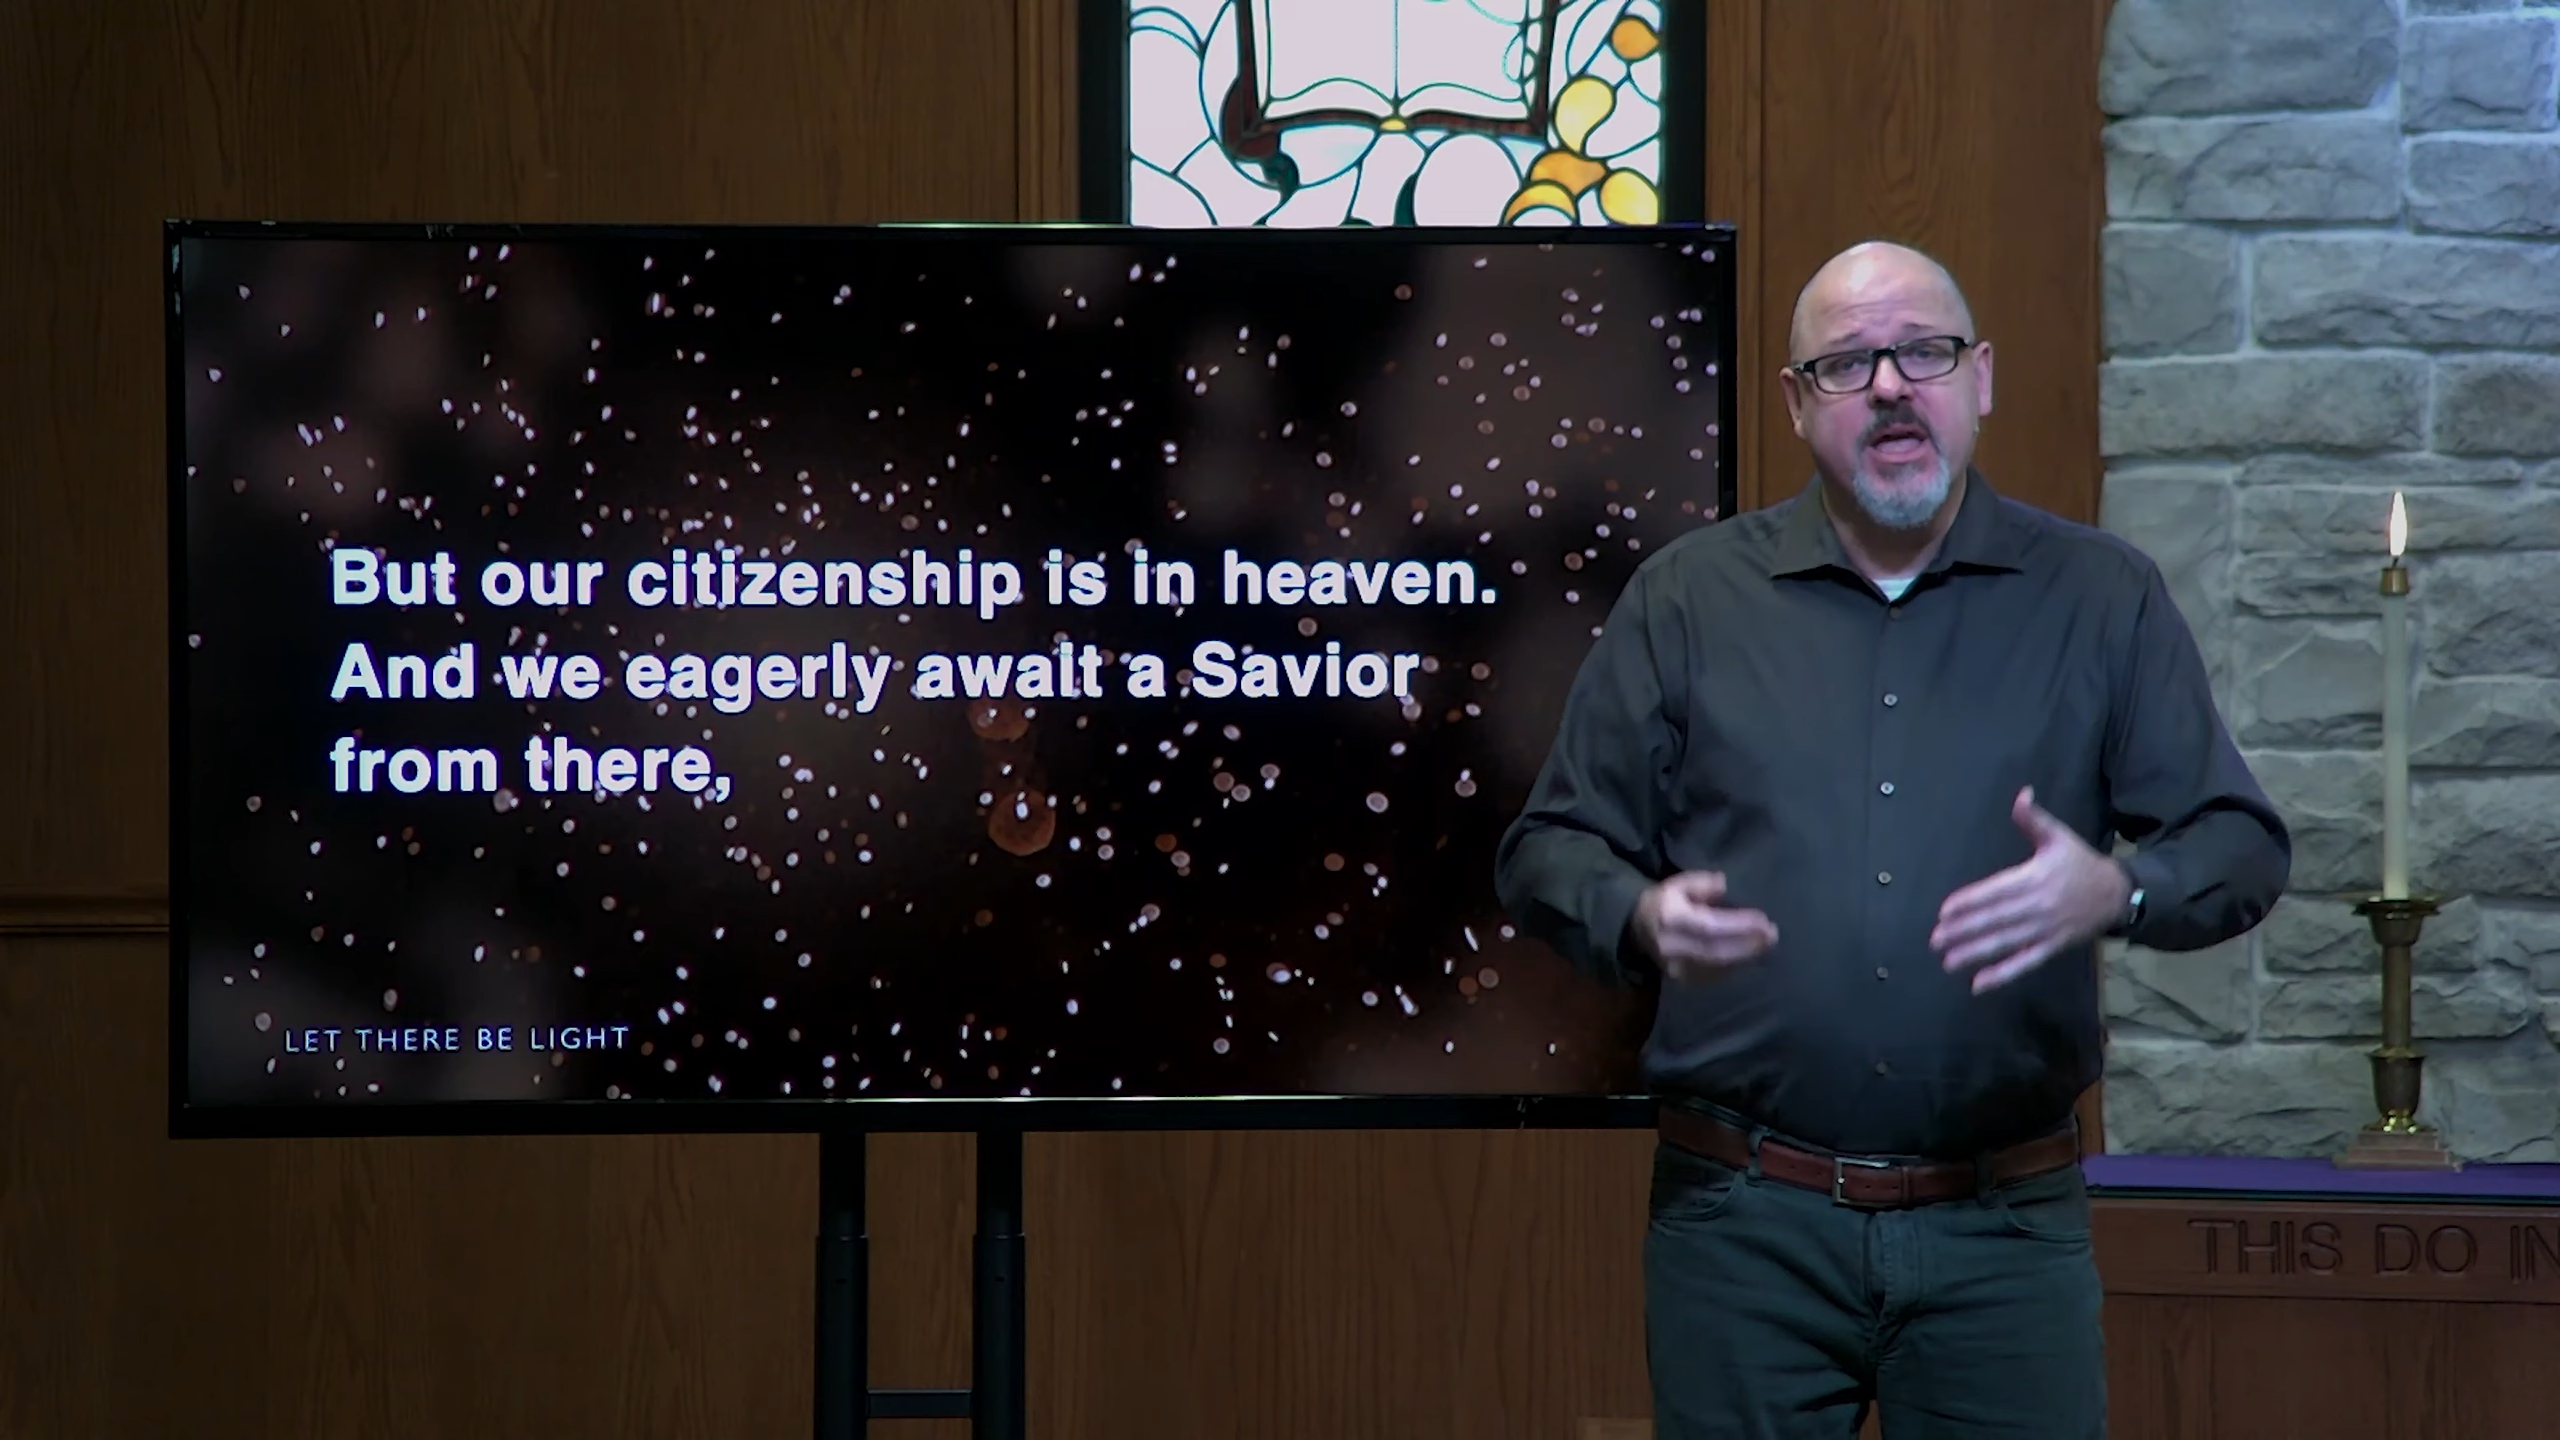 But our citizenship is in heaven.
And we eagerly await a Savior
from there,
LET THERE BE LIGHT
THIS DO IN